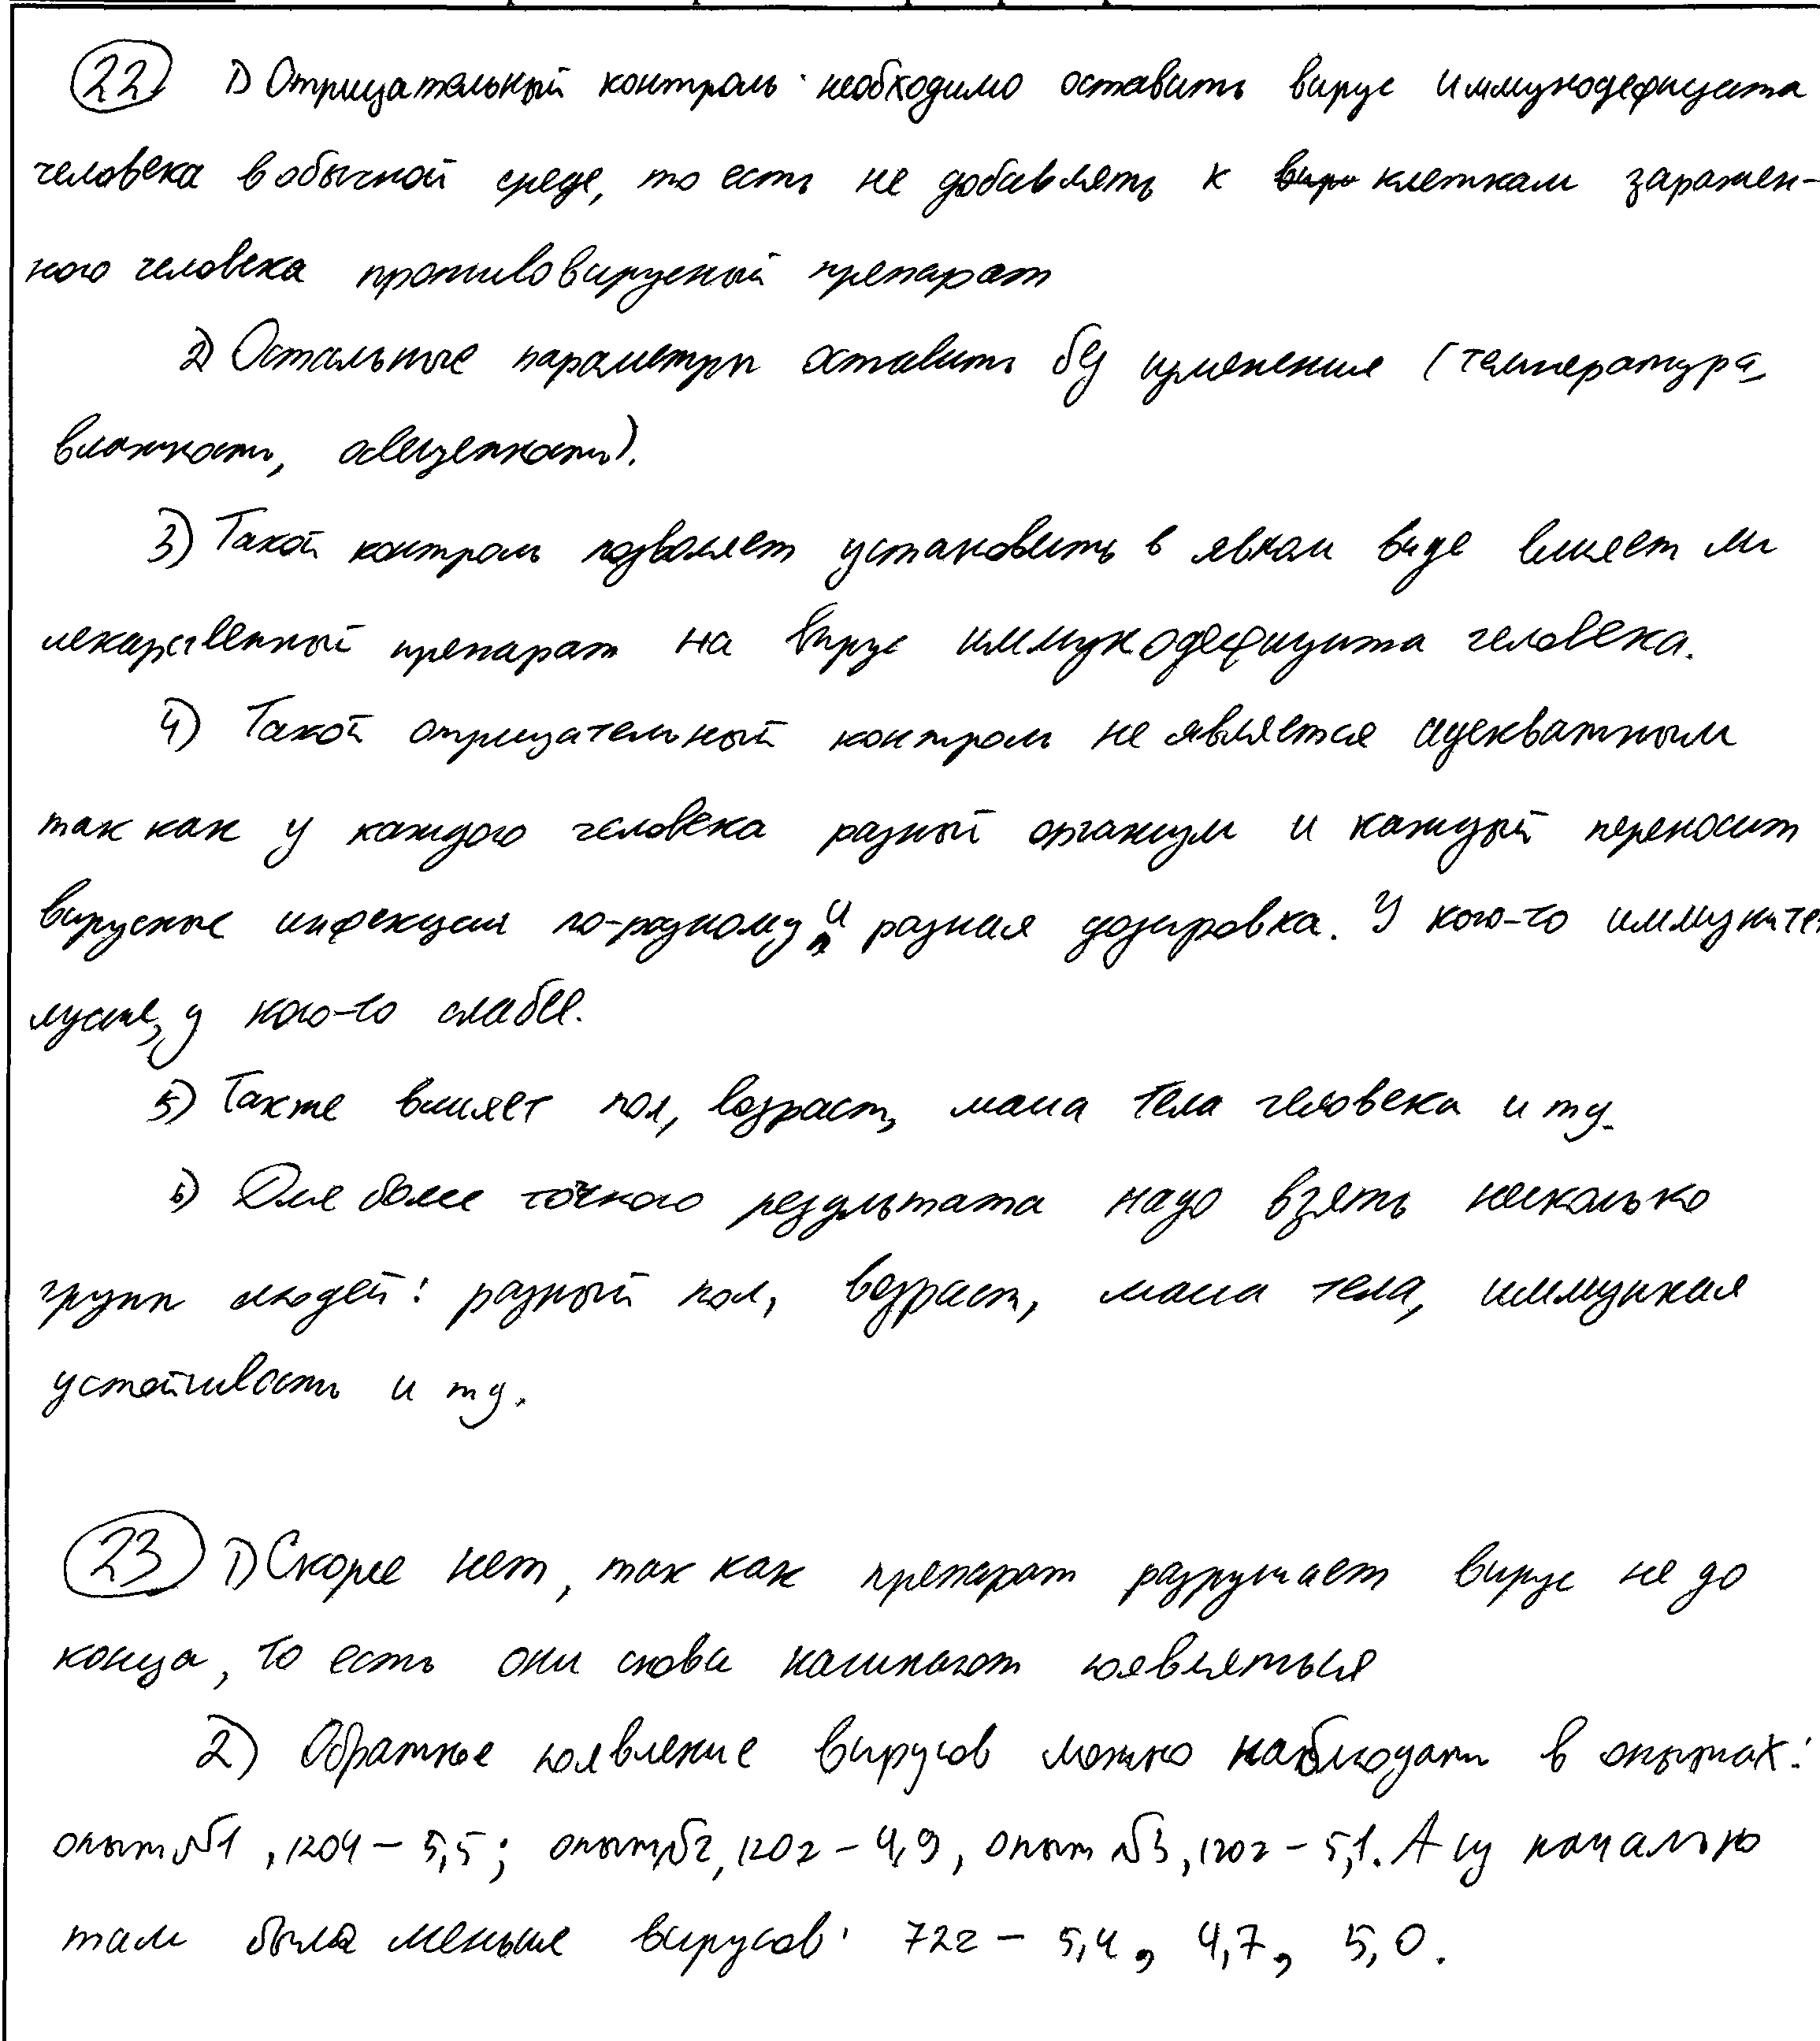 22 1) Отрицательный контроль: необходимо оставить вирус иммунодефицита
человека в обычной среде, то есть не добавлять к виру клеткам заражен-
ного человека противовирусный препарат
2) Остальные параметры оставить без изменения (температура,
влажность, освещенность).
3) Такой контроль позволяет установить в явном виде влияет ли
лекарственный препарат на вирус иммунодефицита человека.
4) Такой отрицательный контроль не является адекватным
так как у каждого человека разный организм и каждый переносит
вирусные инфекции по-разному и разная дозировка. У кого-то иммунитет
лучше, у кого-то слабее.
5) Также влияет пол, возраст, масса тела человека и тд.
6) Для более точного результата надо взять несколько
групп людей: разный пол, возраст, масса тела, иммунная
устойчивость и тд.
23 1) Скорее нет, так как препарат разрушает вирус не до
конца, то есть они снова начинают появляться
2) Обратное появление вирусов можно наблюдать в опытах:
опыт №1, 120ч – 5,5; опыт №2, 120ч – 4,9, опыт №3, 120ч – 5,1. А изначально
там было меньше вирусов: 72ч – 5,4, 4,7, 5,0.